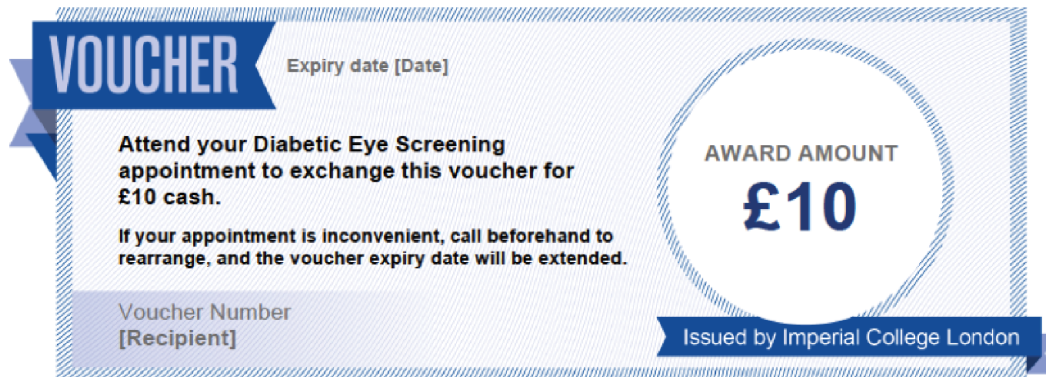 VOUCHER
Expiry date [Date]
Attend your Diabetic Eye Screening
appointment to exchange this voucher for
£10 cash.
If your appointment is inconvenient, call beforehand to
rearrange, and the voucher expiry date will be extended.
Voucher Number
[Recipient]
AWARD AMOUNT
£10
Issued by Imperial College London